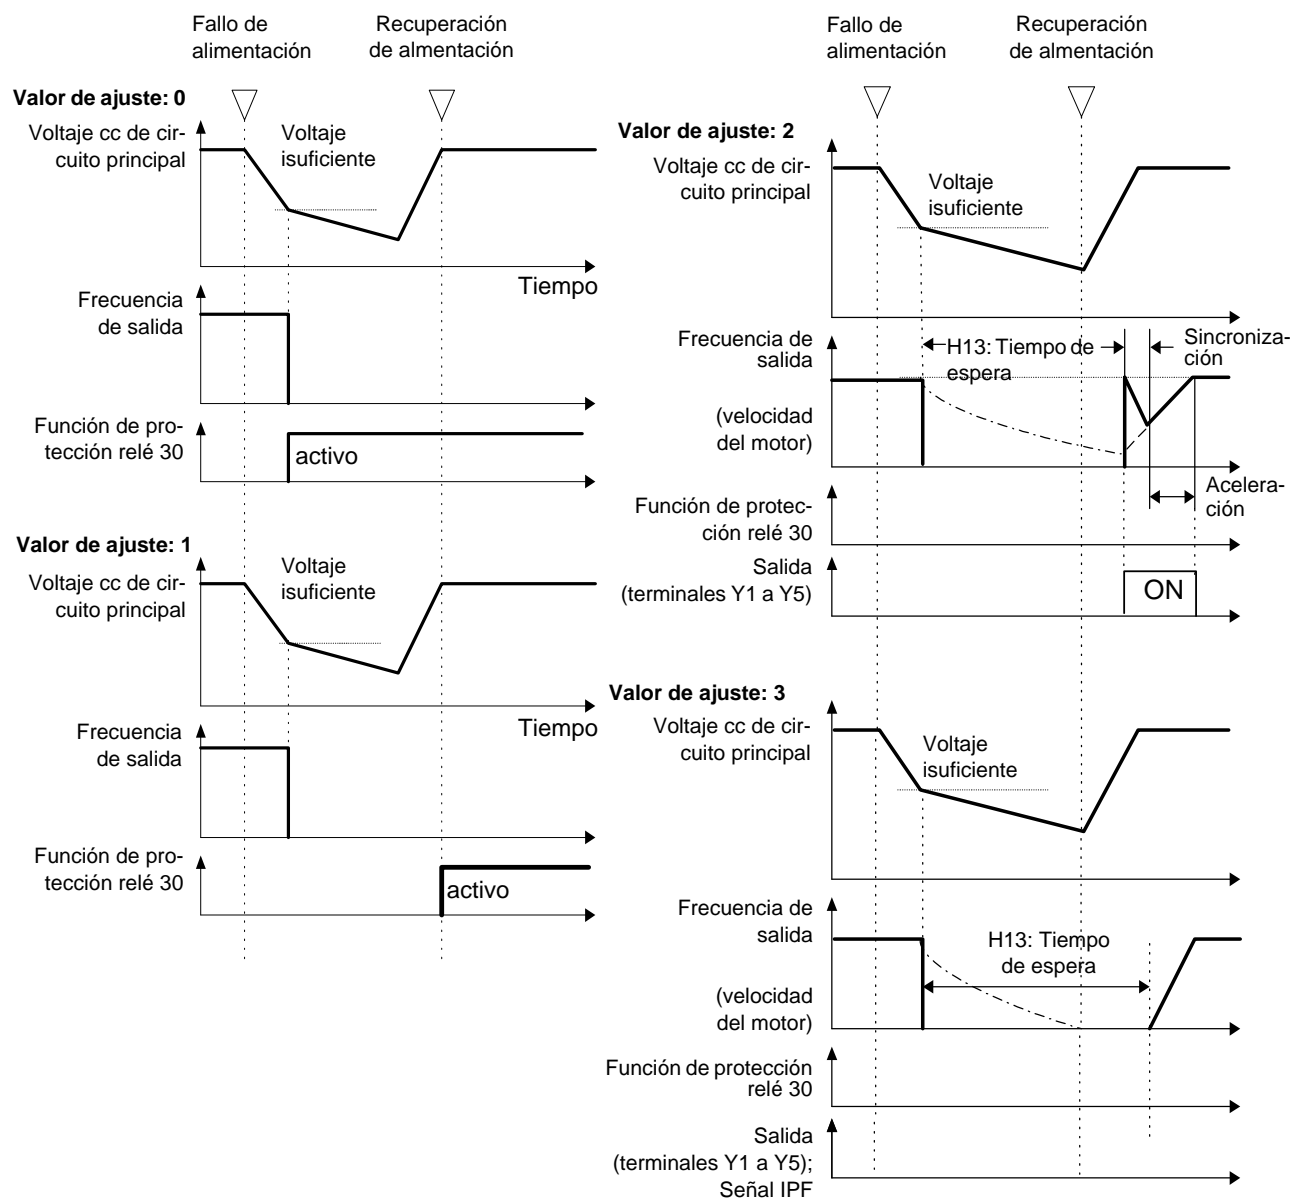 Fallo de
alimentación
Recuperación
de almentación
Valor de ajuste: 0
Voltaje cc de cir-
cuito principal
Voltaje
isuficiente
Tiempo
Frecuencia
de salida
Función de pro-
tección relé 30
activo
Valor de ajuste: 1
Voltaje cc de cir-
cuito principal
Voltaje
isuficiente
Tiempo
Frecuencia
de salida
Función de pro-
tección relé 30
activo
Fallo de
alimentación
Recuperación
de almentación
Valor de ajuste: 2
Voltaje cc de cir-
cuito principal
Voltaje
isuficiente
Frecuencia de
salida
H13: Tiempo de
espera
Sincroniza-
ción
(velocidad
del motor)
Acelera-
ción
Función de protec-
ción relé 30
Salida
(terminales Y1 a Y5)
ON
Valor de ajuste: 3
Voltaje cc de cir-
cuito principal
Voltaje
isuficiente
Frecuencia de
salida
H13: Tiempo
de espera
(velocidad
del motor)
Función de protección
relé 30
Salida
(terminales Y1 a Y5);
Señal IPF